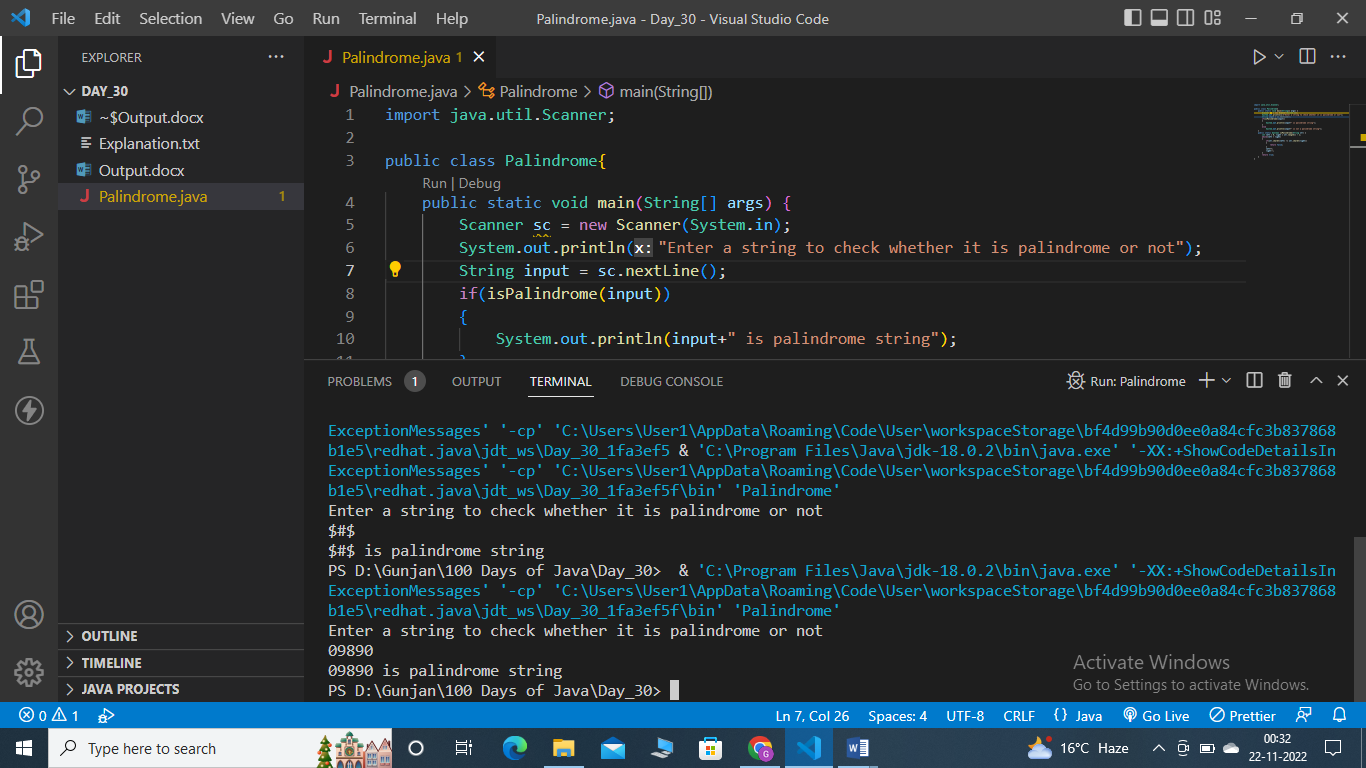 File Edit Selection View Go Run Terminal Help
Palindrome.java - Day_30 - Visual Studio Code
EXPLORER
DAY_30
~$Output.docx
Explanation.txt
Output.docx
Palindrome.java 1
OUTLINE
TIMELINE
JAVA PROJECTS
Palindrome.java 1
Palindrome.java > Palindrome > main(String[])
1 import java.util.Scanner;
2
3 public class Palindrome{
Run | Debug
4 public static void main(String[] args) {
5 Scanner sc = new Scanner(System.in);
6 System.out.println(x: "Enter a string to check whether it is palindrome or not");
7 String input = sc.nextLine();
8 if(isPalindrome(input))
9 {
10 System.out.println(input+" is palindrome string");
PROBLEMS 1 OUTPUT TERMINAL DEBUG CONSOLE
Run: Palindrome
ExceptionMessages' '-cp' 'C:\Users\User1\AppData\Roaming\Code\User\workspaceStorage\bf4d99b90d0ee0a84cfc3b837868
b1e5\redhat.java\jdt_ws\Day_30_1fa3ef5 & 'C:\Program Files\Java\jdk-18.0.2\bin\java.exe' '-XX:+ShowCodeDetailsIn
ExceptionMessages' '-cp' 'C:\Users\User1\AppData\Roaming\Code\User\workspaceStorage\bf4d99b90d0ee0a84cfc3b837868
b1e5\redhat.java\jdt_ws\Day_30_1fa3ef5f\bin' 'Palindrome'
Enter a string to check whether it is palindrome or not
$#$
$#$ is palindrome string
PS D:\Gunjan\100 Days of Java\Day_30>  & 'C:\Program Files\Java\jdk-18.0.2\bin\java.exe' '-XX:+ShowCodeDetailsIn
ExceptionMessages' '-cp' 'C:\Users\User1\AppData\Roaming\Code\User\workspaceStorage\bf4d99b90d0ee0a84cfc3b837868
b1e5\redhat.java\jdt_ws\Day_30_1fa3ef5f\bin' 'Palindrome'
Enter a string to check whether it is palindrome or not
09890
09890 is palindrome string
PS D:\Gunjan\100 Days of Java\Day_30>
Activate Windows
Go to Settings to activate Windows.
0 1
Ln 7, Col 26 Spaces: 4 UTF-8 CRLF {} Java Go Live Prettier
Type here to search
16°C Haze
00:32
22-11-2022